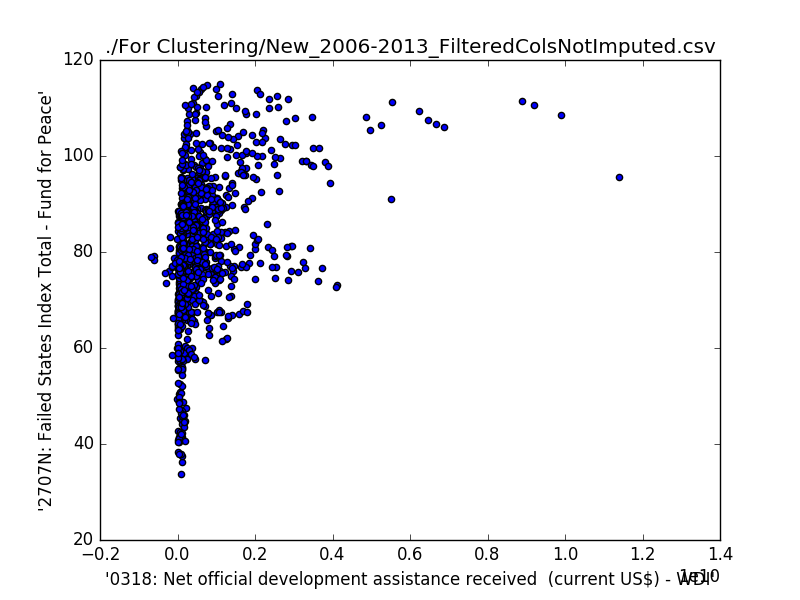 ./For Clustering/New_2006-2013_FilteredColsNotImputed.csv
120
100
80
60
40
20
'2707N: Failed States Index Total - Fund for Peace'
−0.2 0.0 0.2 0.4 0.6 0.8 1.0 1.2 1.4
1e10
'0318: Net official development assistance received (current US$) - WDI'